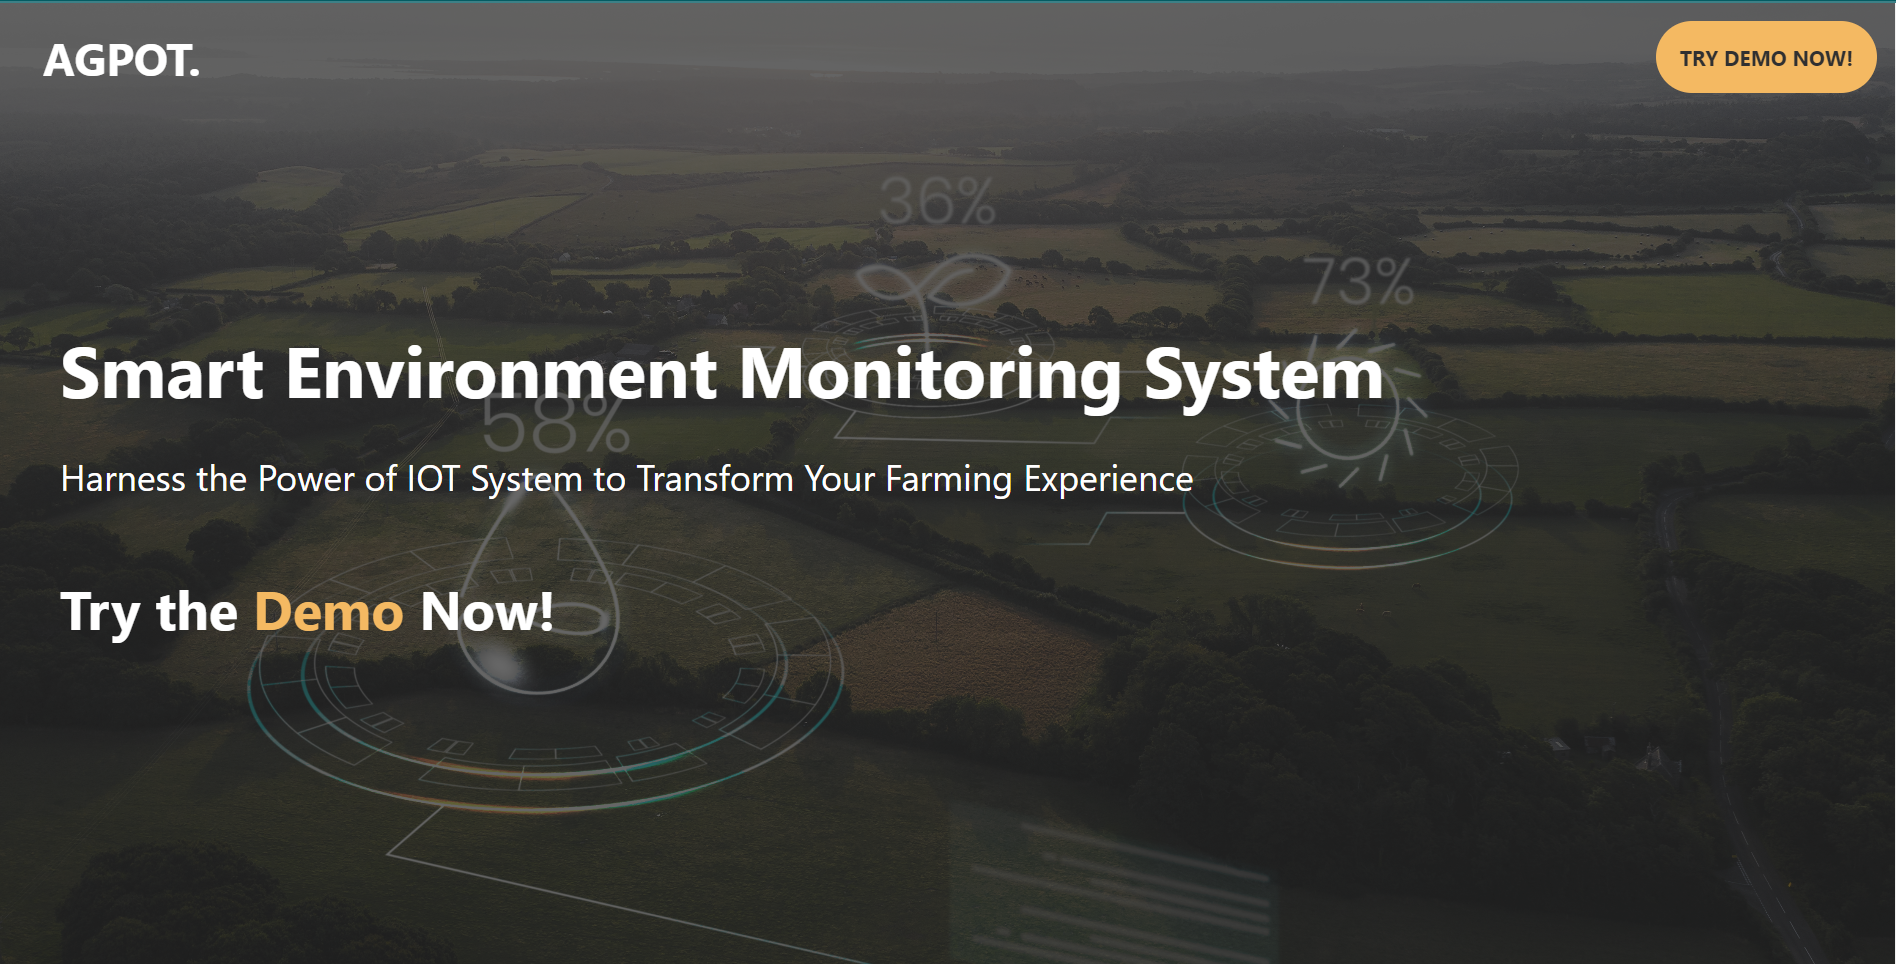 AGPOT.
TRY DEMO NOW!
36%
73%
Smart Environment Monitoring System
58%
Harness the Power of IOT System to Transform Your Farming Experience
Try the Demo Now!